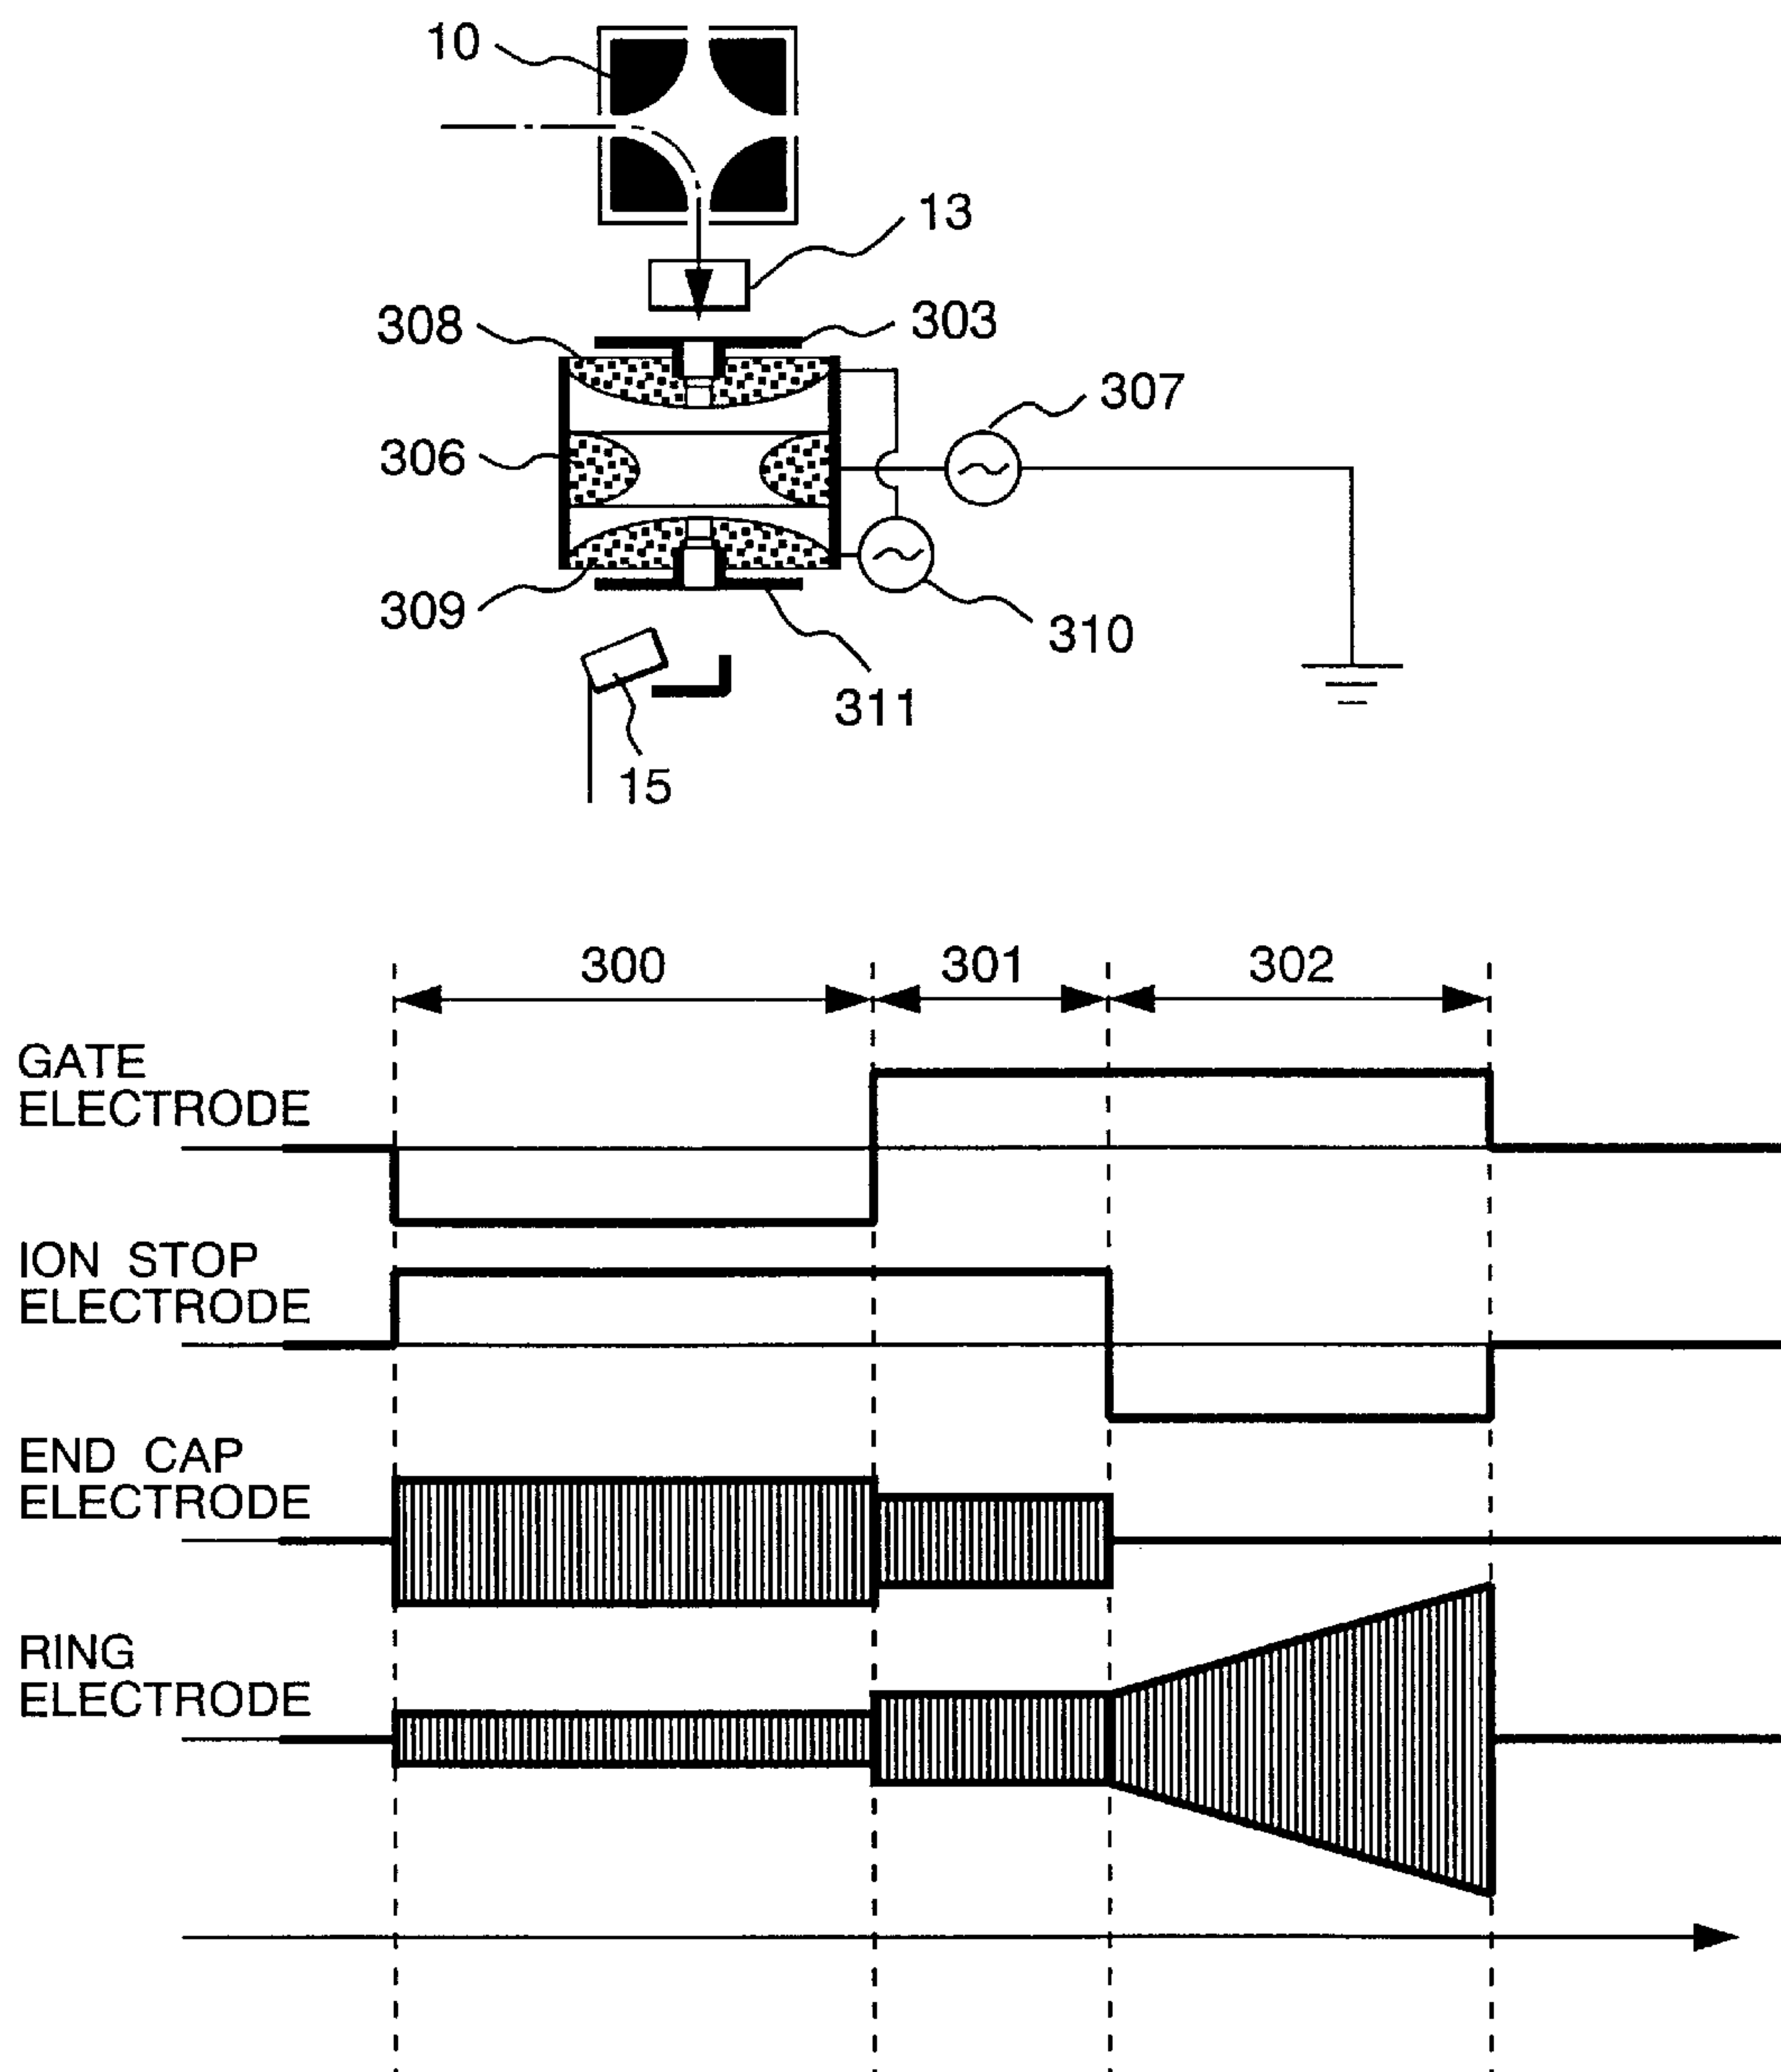 10
13
308
303
307
306
309
310
311
15
300
301
302
GATE
ELECTRODE
ION STOP
ELECTRODE
END CAP
ELECTRODE
RING
ELECTRODE